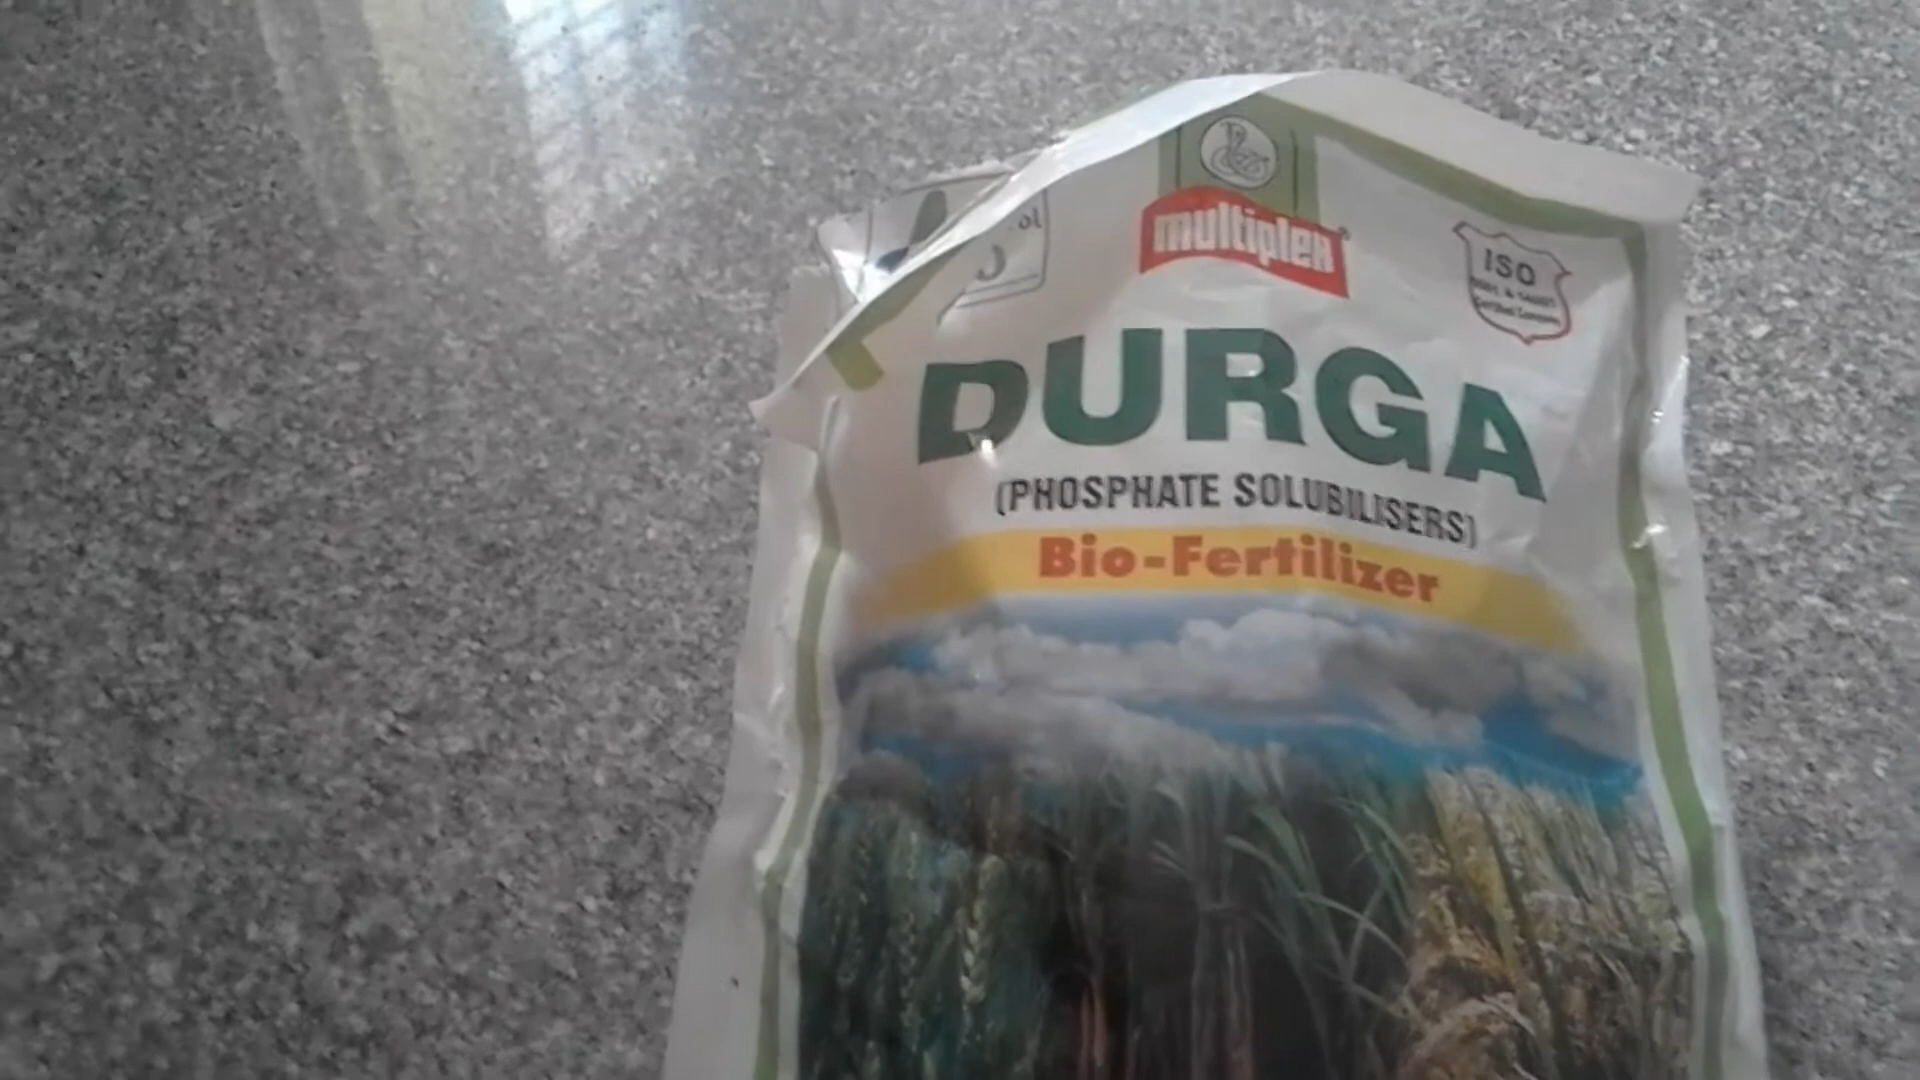 multiplex
ISO
DURGA
(PHOSPHATE SOLUBILISERS)
Bio-Fertilizer